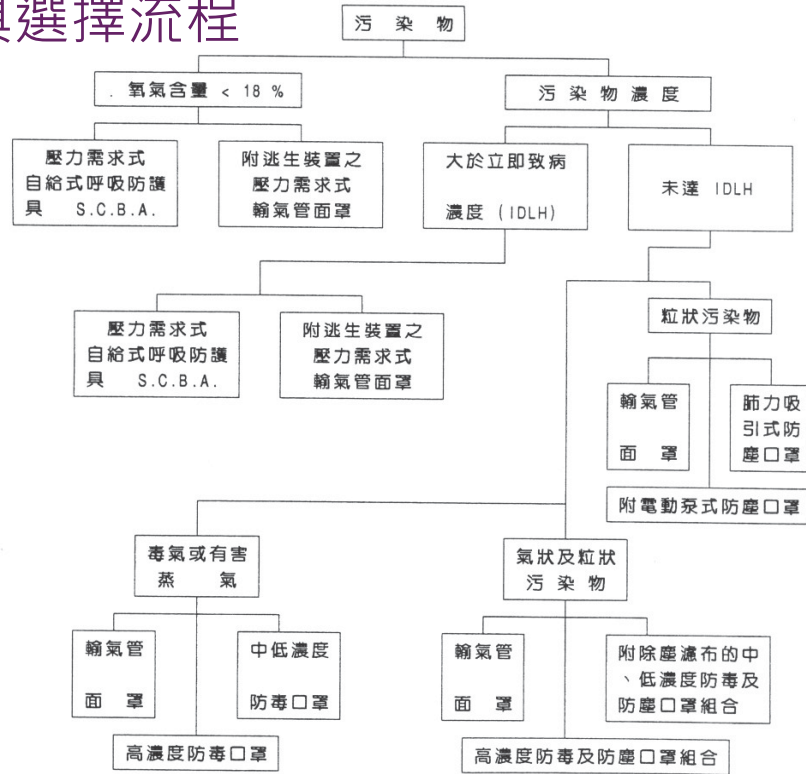 選擇流程
污 染 物
. 氧氣含量 < 18 %
污 染 物 濃 度
壓力需求式
自給式呼吸防護
具 S.C.B.A.
附逃生裝置之
壓力需求式
輸氣管面罩
大於立即致病
濃度 (IDLH)
未達 IDLH
壓力需求式
自給式呼吸防護
具 S.C.B.A.
附逃生裝置之
壓力需求式
輸氣管面罩
粒狀污染物
輸氣管
面 罩
肺力吸
引式防
塵口罩
附電動泵式防塵口罩
毒氣或有害
蒸 氣
氣狀及粒狀
污 染 物
輸氣管
面 罩
中低濃度
防毒口罩
高濃度防毒口罩
輸氣管
面 罩
附除塵濾布的中
、低濃度防毒及
防塵口罩組合
高濃度防毒及防塵口罩組合